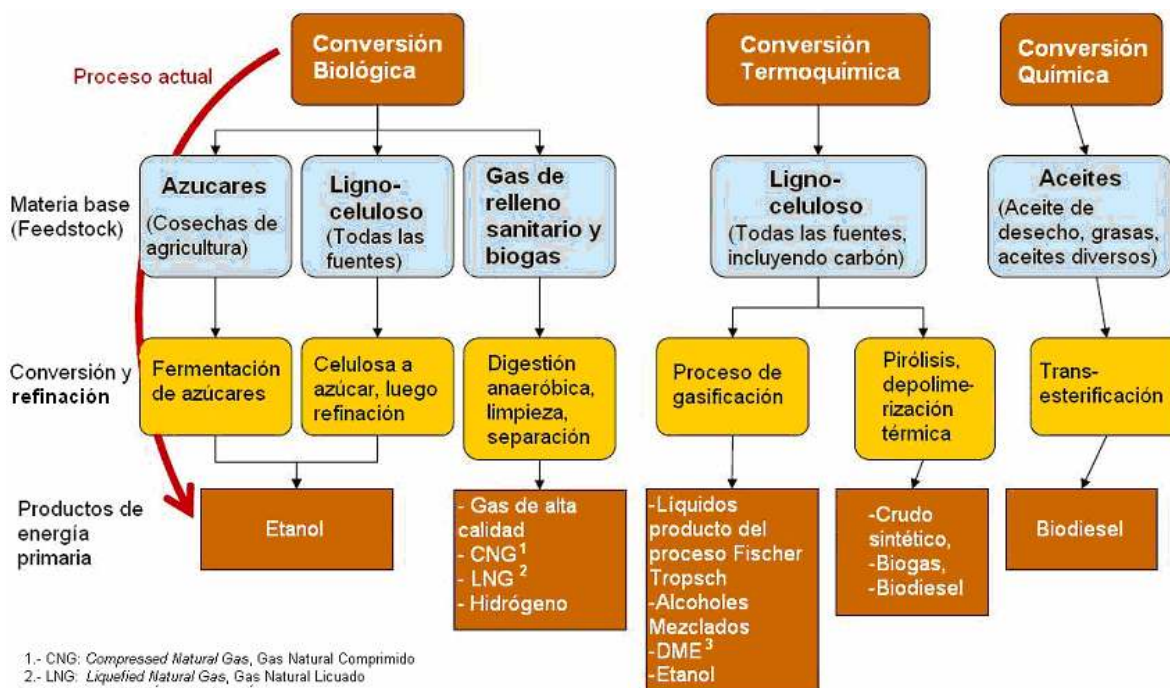 Conversión
Biológica
Conversión
Termoquímica
Conversión
Química
Proceso actual
Materia base
(Feedstock)
Azucares
(Cosechas de
agricultura)
Ligno-
celuloso
(Todas las
fuentes)
Gas de
relleno
sanitario y
biogas
Ligno-
celuloso
(Todas las fuentes,
incluyendo carbón)
Aceites
(Aceite de
desecho, grasas,
aceites diversos)
Conversión y
refinación
Fermentación
de azúcares
Celulosa a
azúcar, luego
refinación
Digestión
anaeróbica,
limpieza,
separación
Proceso de
gasificación
Pirólisis,
depolime-
rización
térmica
Trans-
esterificación
Productos de
energía
primaria
Etanol
- Gas de alta
calidad
- CNG 1
- LNG 2
- Hidrógeno
-Líquidos
producto del
proceso Fischer
Tropsch
-Alcoholes
Mezclados
-DME 3
-Etanol
-Crudo
sintético,
-Biogas,
-Biodiesel
Biodiesel
1.- CNG: Compressed Natural Gas, Gas Natural Comprimido
2.- LNG: Liquefied Natural Gas, Gas Natural Licuado